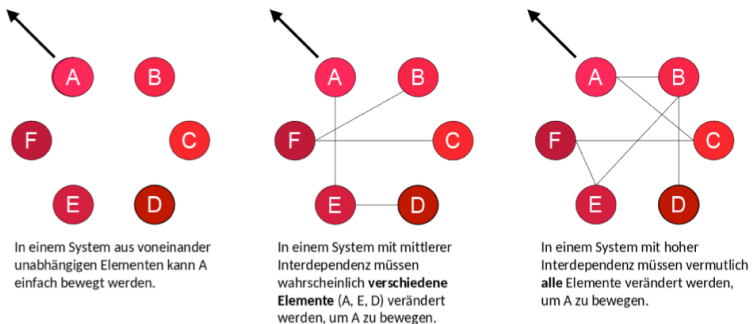 A
B
F
C
E
D
In einem System aus voneinander
unabhängigen Elementen kann A
einfach bewegt werden.
A
B
F
C
E
D
In einem System mit mittlerer
Interdependenz müssen
wahrscheinlich verschiedene
Elemente (A, E, D) verändert
werden, um A zu bewegen.
A
B
F
C
E
D
In einem System mit hoher
Interdependenz müssen vermutlich
alle Elemente verändert werden,
um A zu bewegen.